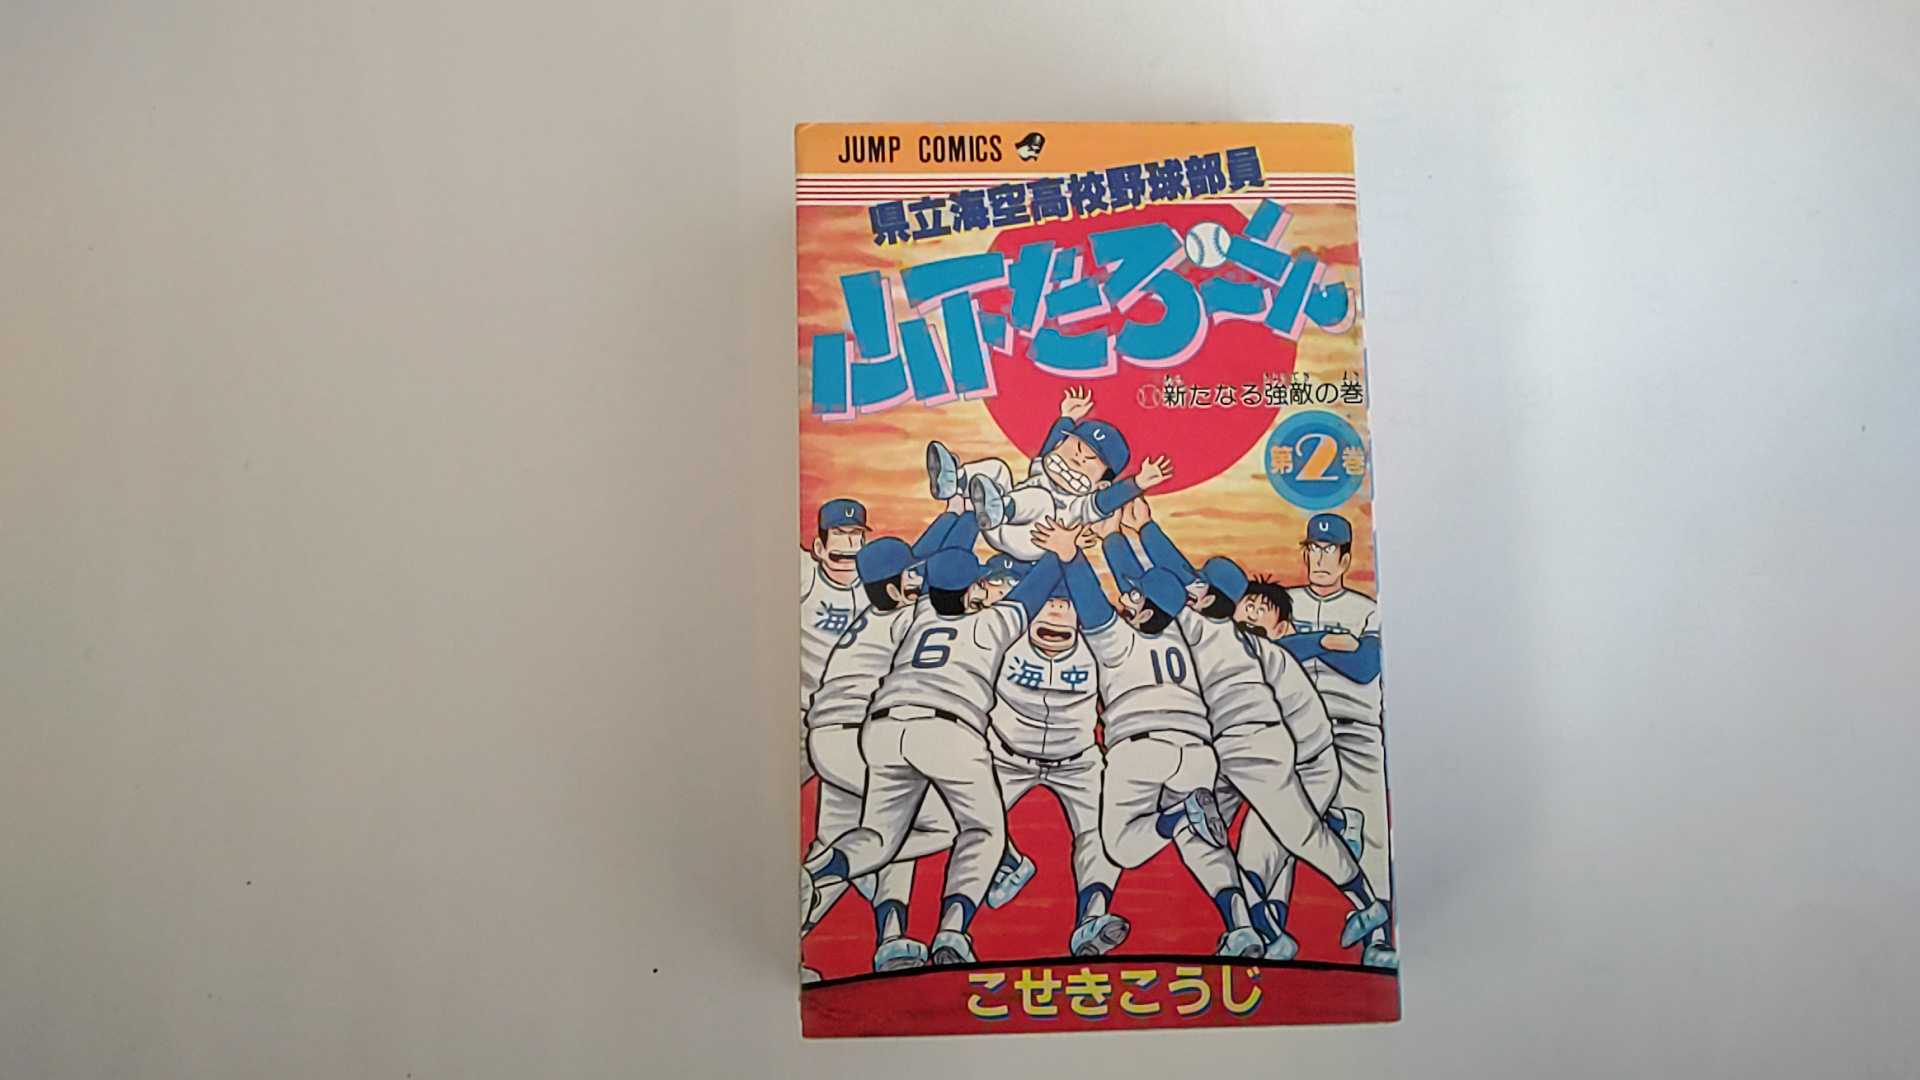 JUMP COMICS
県立海空高校野球部員
山下たろーくん
新たなる強敵の巻
第2巻
U
U
U
U
海
8
6
海空
10
こせきこうじ